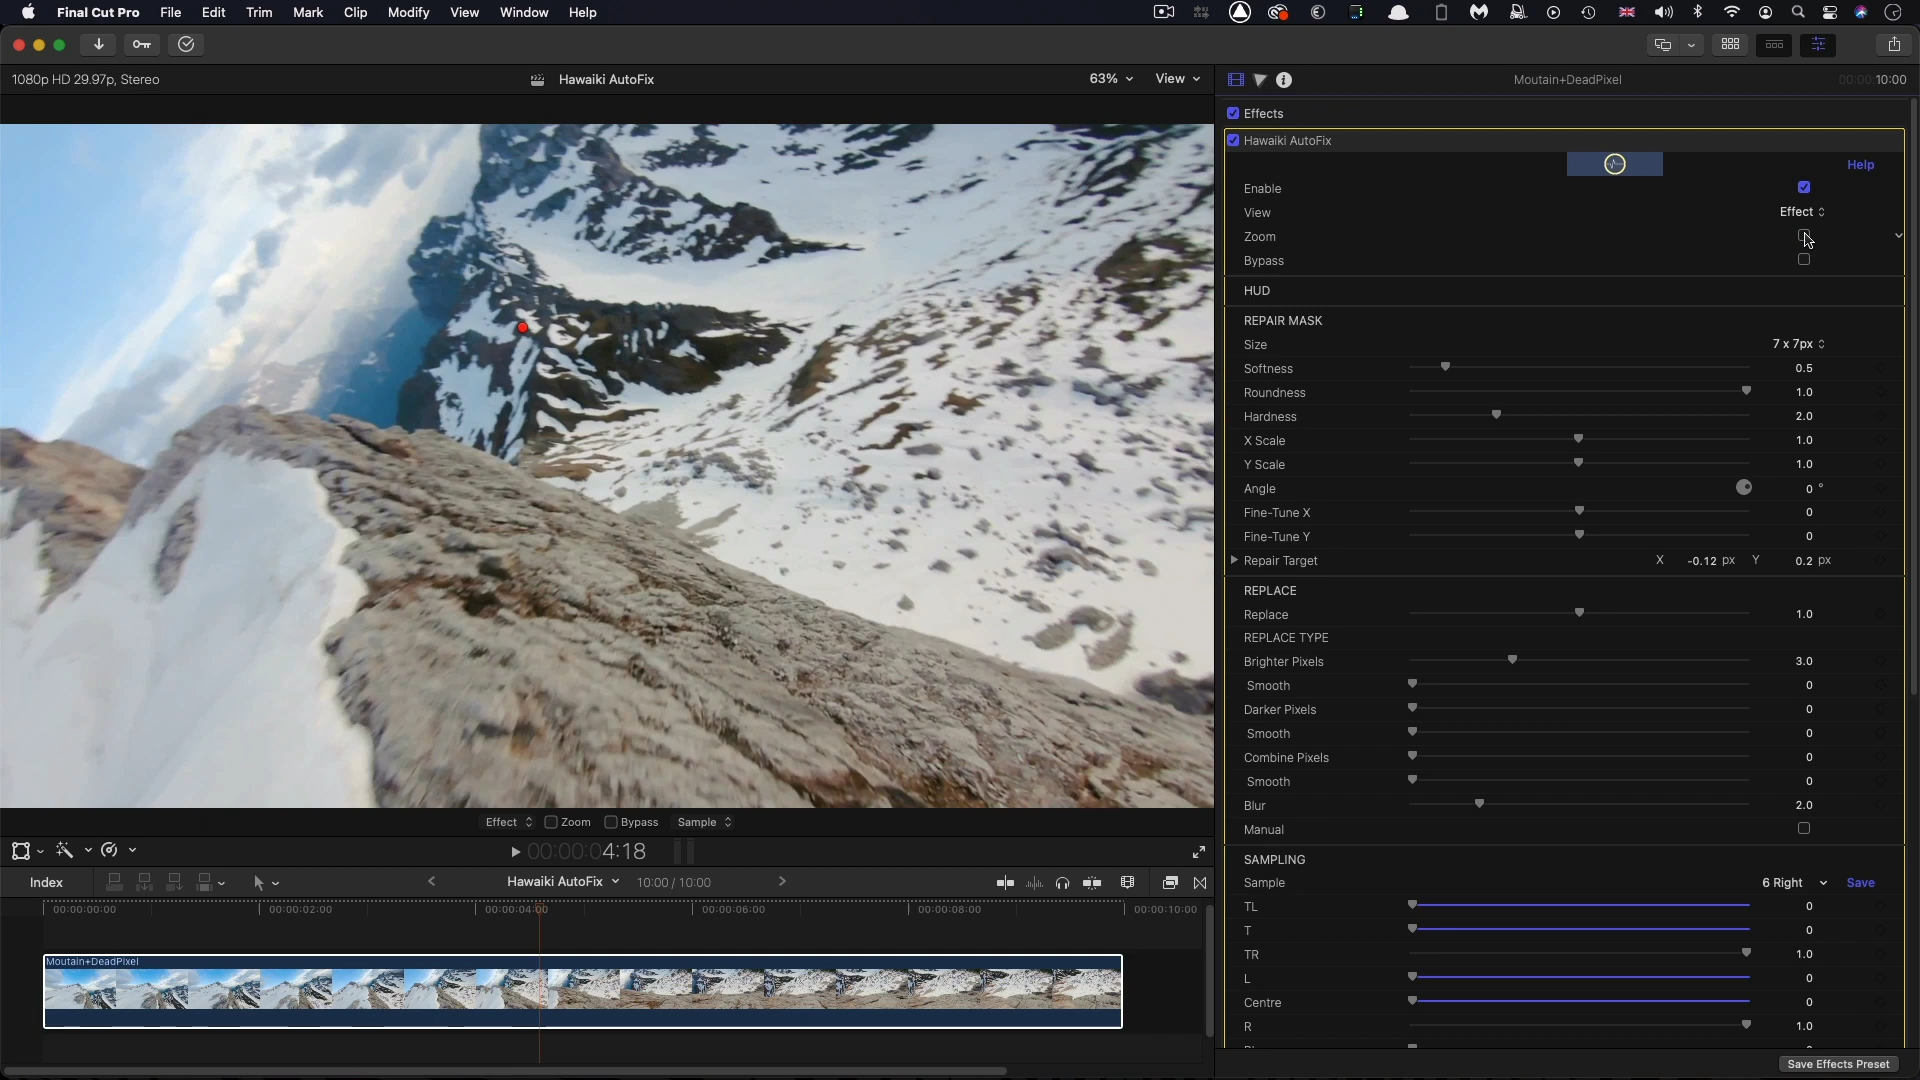 Final Cut Pro File Edit Trim Mark Clip Modify View Window Help
1080p HD 29.97p, Stereo Hawaiki AutoFix 63% View Moutain+DeadPixel 00:00:10:00
Effects
Hawaiki AutoFix
Help
Enable
View Effect
Zoom
Bypass
HUD
REPAIR MASK
Size 7 x 7px
Softness 0.5
Roundness 1.0
Hardness 2.0
X Scale 1.0
Y Scale 1.0
Angle 0 °
Fine-Tune X 0
Fine-Tune Y 0
Repair Target X -0.12 px Y 0.2 px
REPLACE
Replace 1.0
REPLACE TYPE
Brighter Pixels 3.0
Smooth 0
Darker Pixels 0
Smooth 0
Combine Pixels 0
Smooth 0
Blur 2.0
Manual
SAMPLING
Sample 6 Right Save
TL 0
T 0
TR 1.0
L 0
Centre 0
R 1.0
Save Effects Preset
Effect Zoom Bypass Sample
00:00:04:18
Index Hawaiki AutoFix 10:00 / 10:00
00:00:00:00 00:00:02:00 00:00:04:00 00:00:06:00 00:00:08:00 00:00:10:00
Moutain+DeadPixel